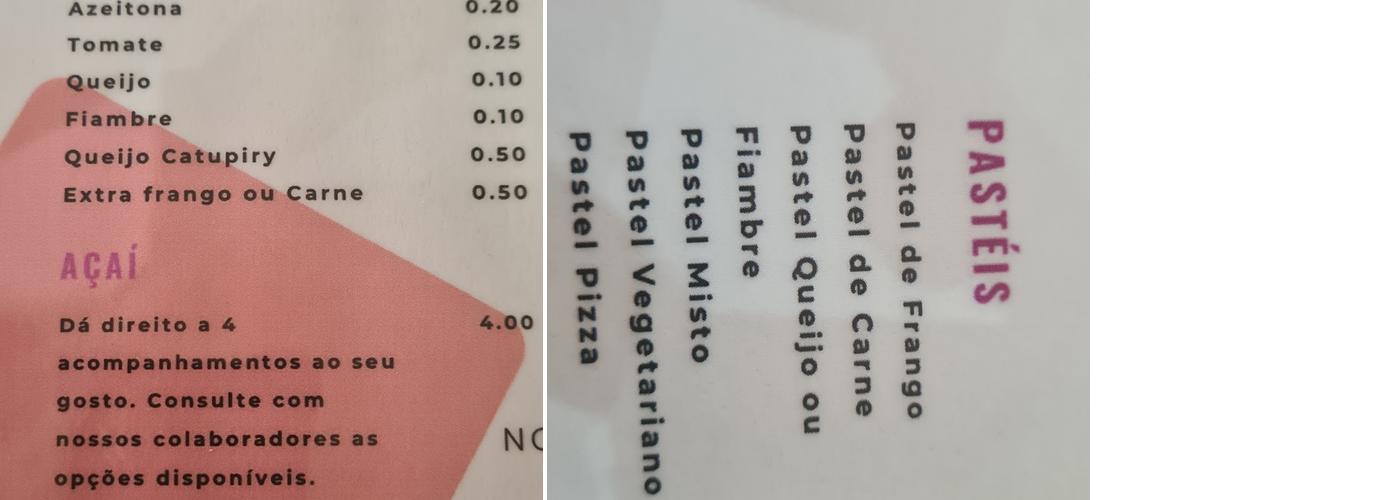 Azeitona 0.20
Tomate 0.25
Queijo 0.10
Fiambre 0.10
Queijo Catupiry 0.50
Extra frango ou Carne 0.50
AÇAÍ
Dá direito a 4 4.00
acompanhamentos ao seu
gosto. Consulte com
nossos colaboradores as
opções disponíveis.
NO
PASTÉIS
Pastel de Frango
Pastel de Carne
Pastel Queijo ou
Fiambre
Pastel Misto
Pastel Vegetariano
Pastel Pizza